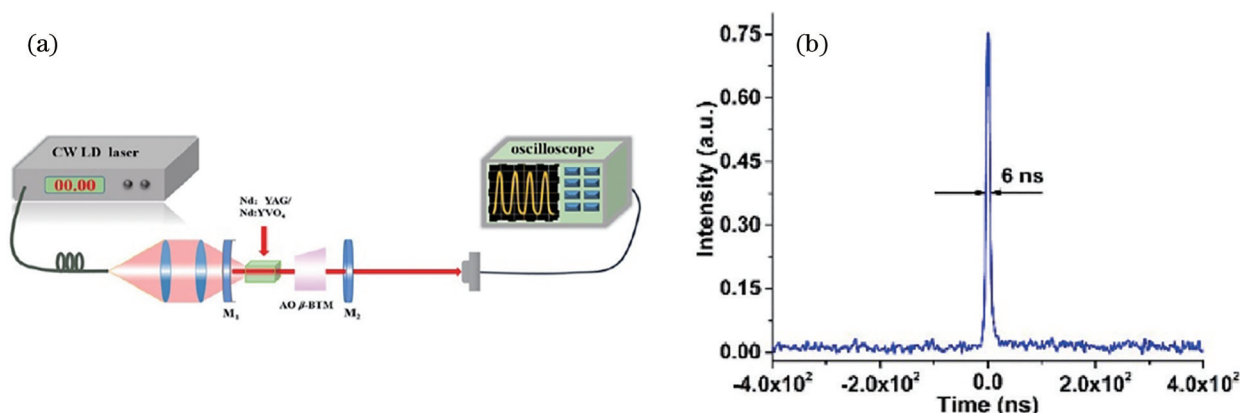 (a)
CW LD laser
00.00
oscilloscope
Nd: YAG/
Nd:YVO₄
M₁
AO β-BTM
M₂
(b)
Intensity (a.u.)
0.75
0.60
0.45
0.30
0.15
0.00
6 ns
-4.0x10²
-2.0x10²
0.0
2.0x10²
4.0x10²
Time (ns)